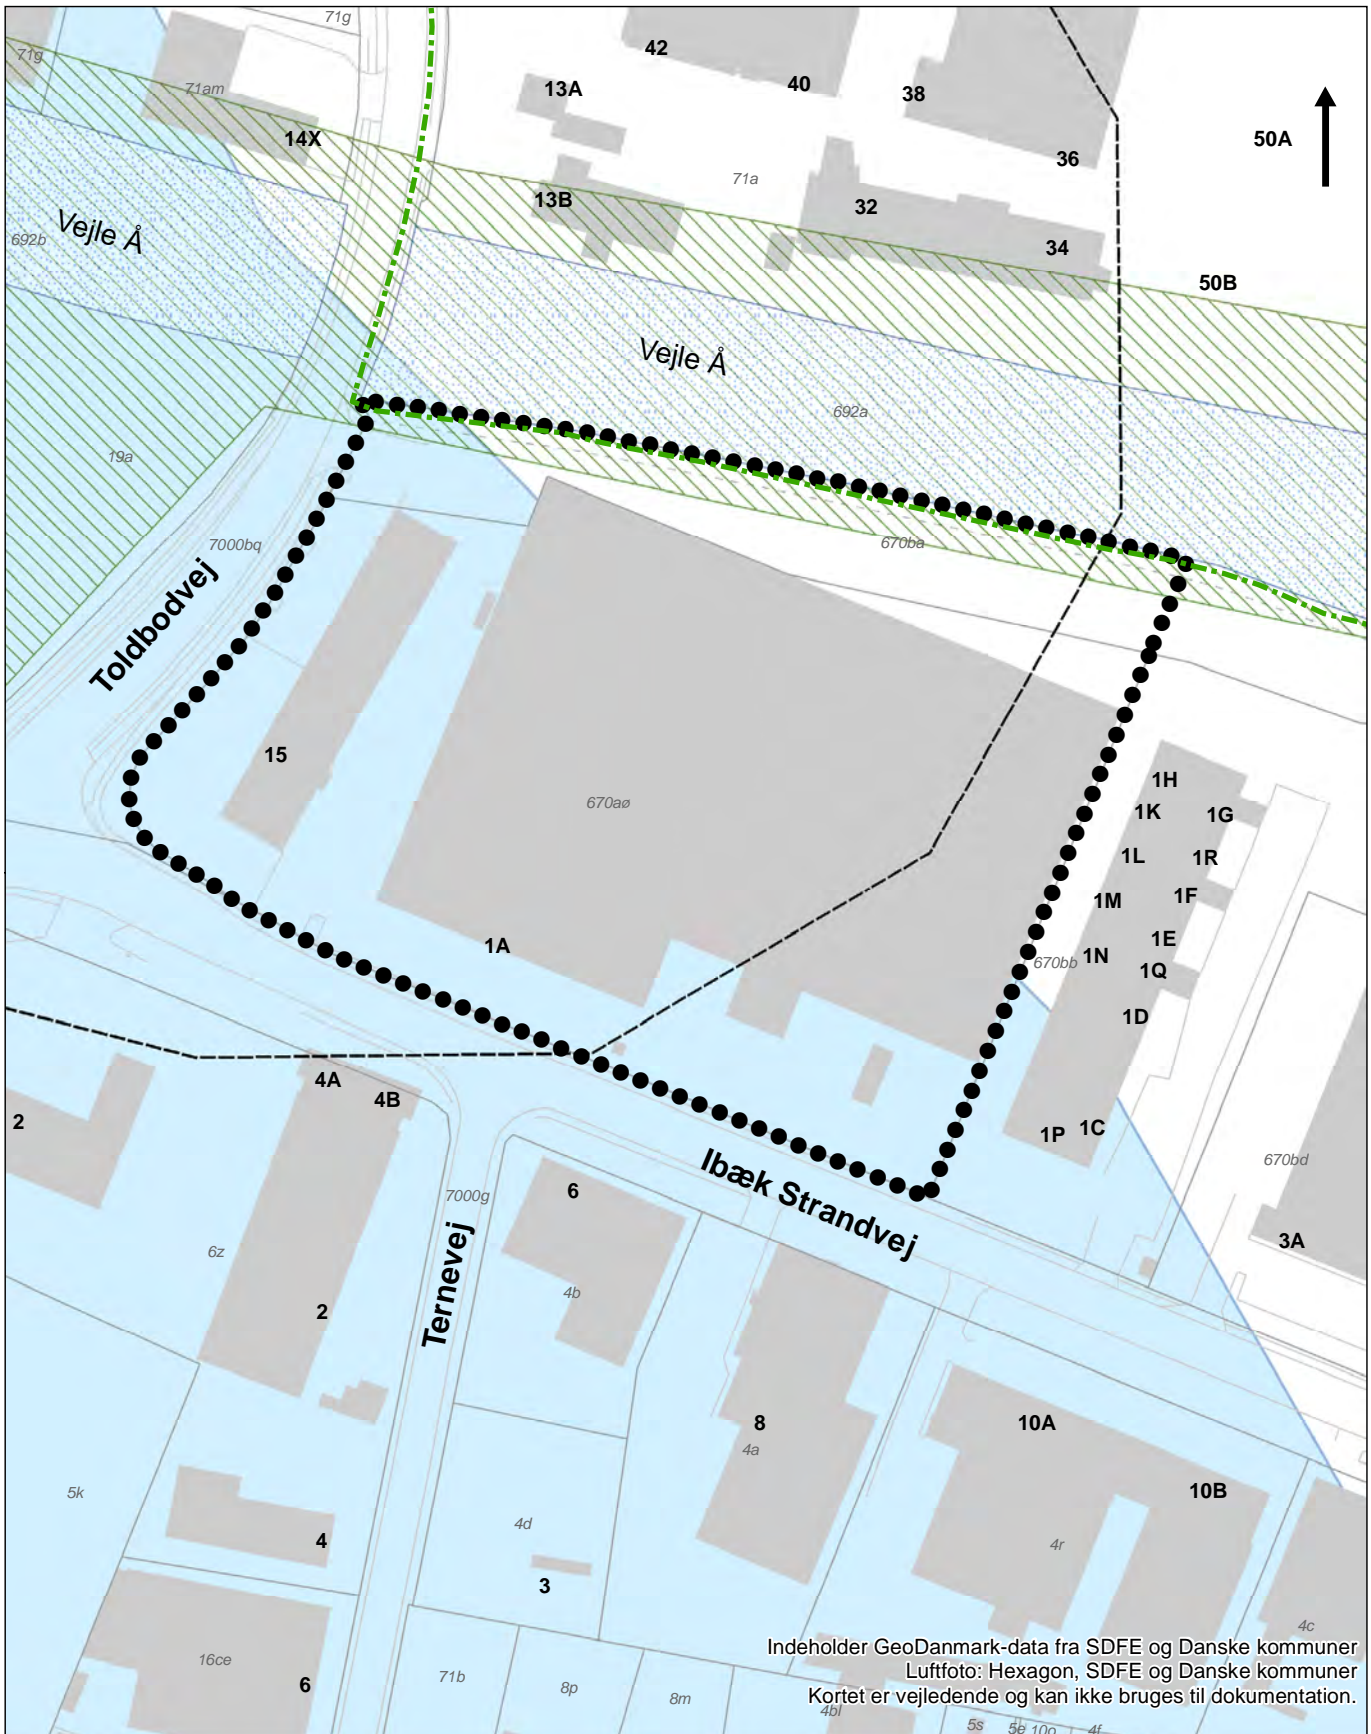 71g
42
71g
40
71am
13A
38
14X
50A
36
71a
13B
32
Vejle Å
692b
34
50B
Vejle Å
692a
19a
7000bq
670ba
Toldbodvej
15
1H
670aø
1K
1G
1L
1R
1M
1F
1A
1E
1N
670bb
1Q
1D
4A
4B
2
1P
1C
Ibæk Strandvej
670bd
7000g
6
3A
6z
Ternevej
4b
2
8
10A
4a
5k
10B
4d
4
4r
3
4c
Indeholder GeoDanmark-data fra SDFE og Danske kommuner
Luftfoto: Hexagon, SDFE og Danske kommuner
Kortet er vejledende og kan ikke bruges til dokumentation.
16ce
6
71b
8p
8m
4bl
5s
5e
10o
4f